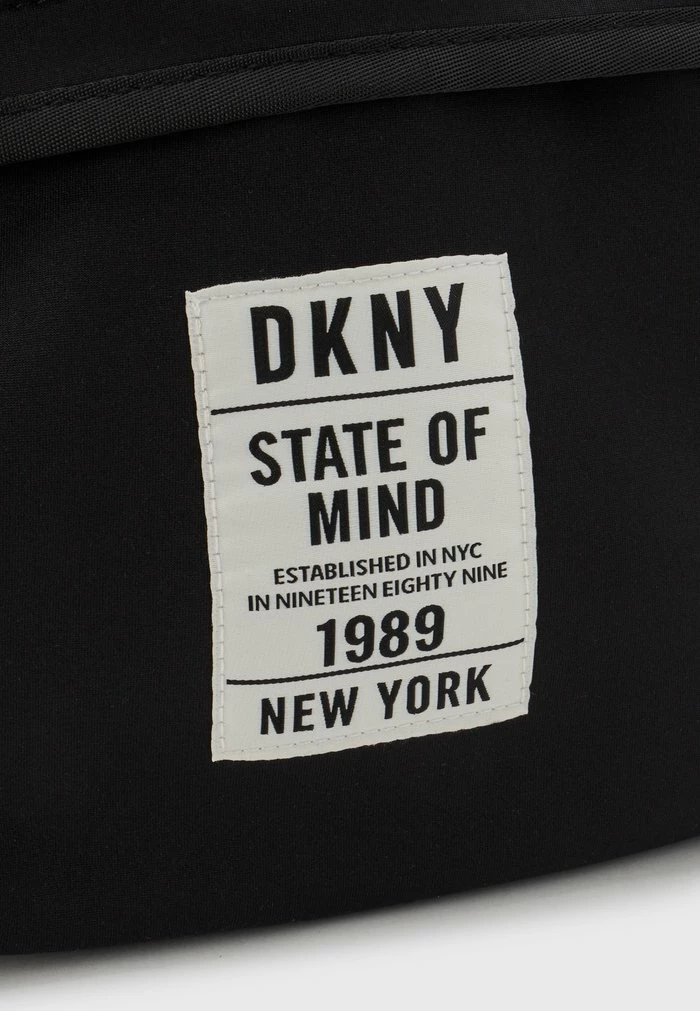 DKNY
STATE OF
MIND
ESTABLISHED IN NYC
IN NINETEEN EIGHTY NINE
1989
NEW YORK